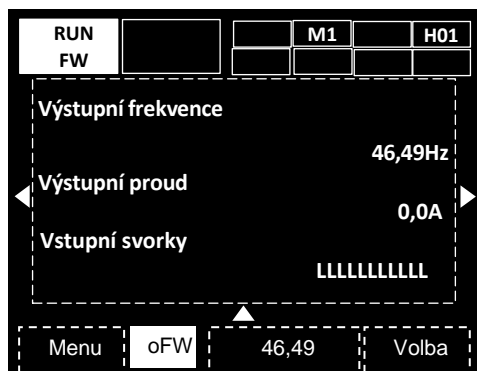 RUN M1 H01
FW
Výstupní frekvence
46,49Hz
Výstupní proud
0,0A
Vstupní svorky
LLLLLLLLLLL
Menu oFW 46,49 Volba